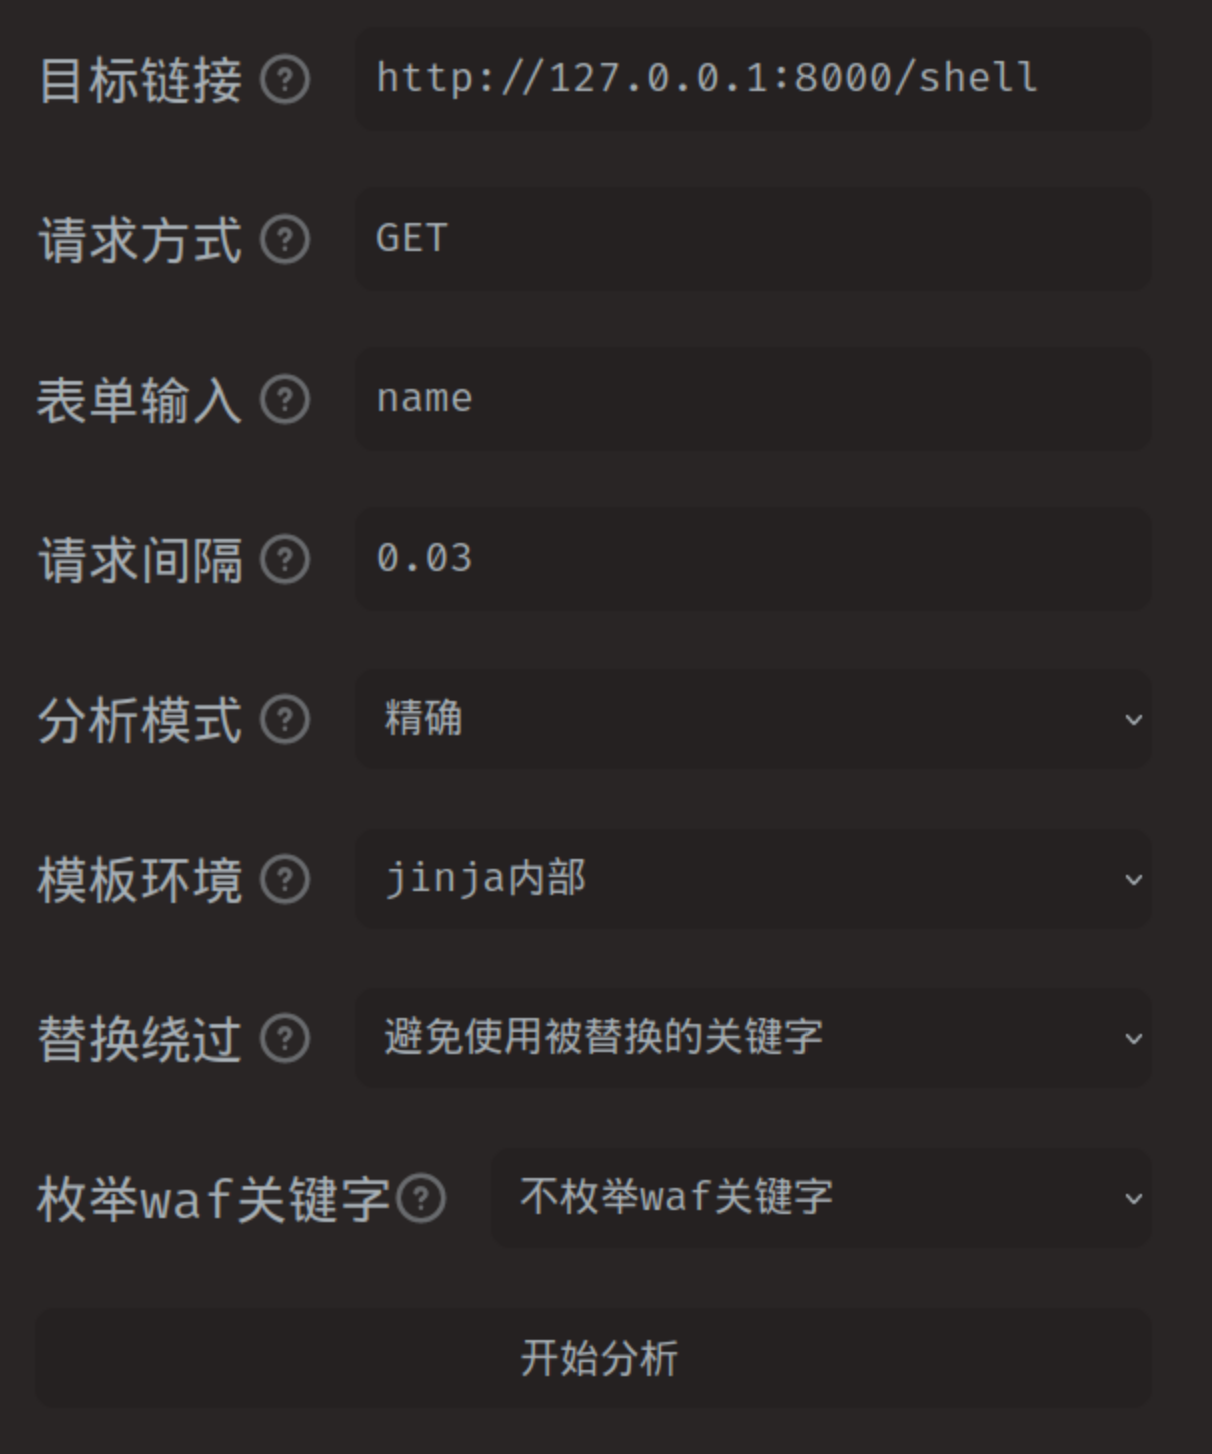 目标链接 ? http://127.0.0.1:8000/shell
请求方式 ? GET
表单输入 ? name
请求间隔 ? 0.03
分析模式 ? 精确
模板环境 ? jinja内部
替换绕过 ? 避免使用被替换的关键字
枚举waf关键字 ? 不枚举waf关键字
开始分析